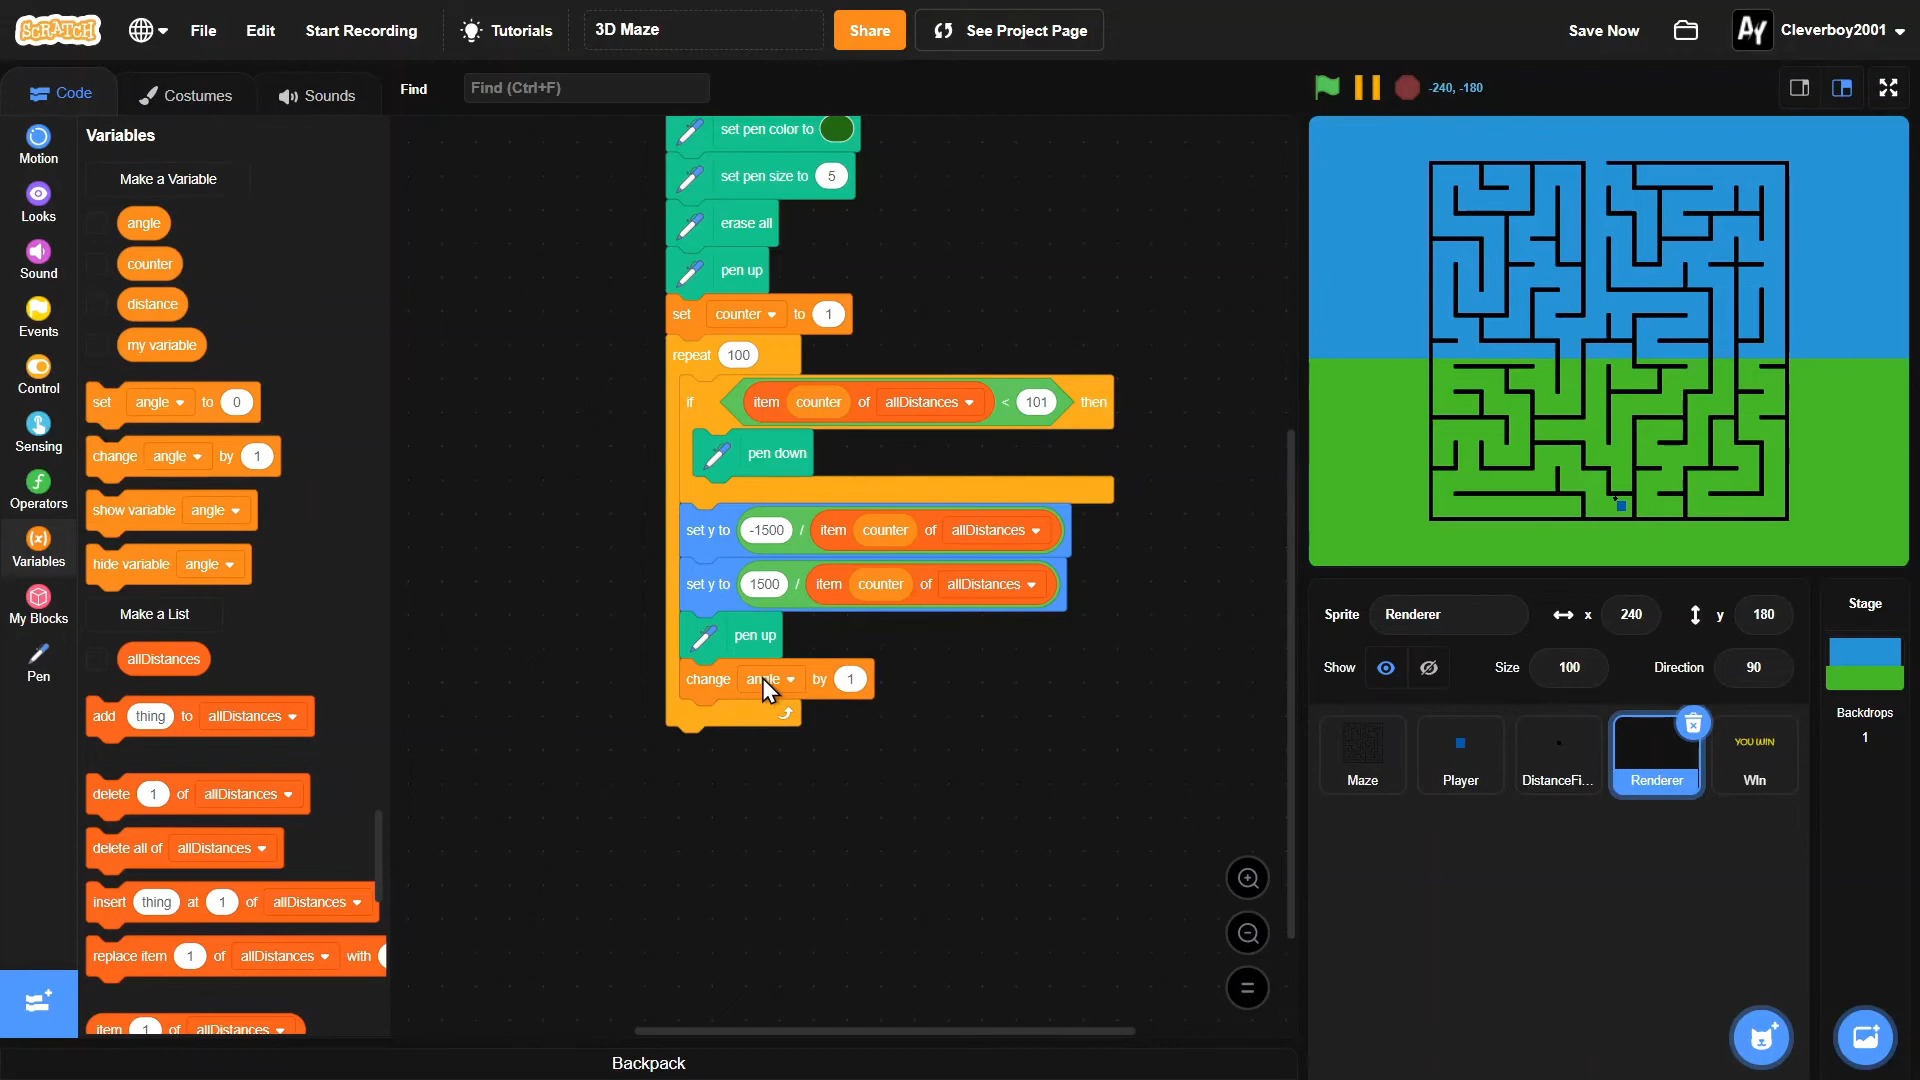 SCRATCH
File
Edit
Start Recording
Tutorials
3D Maze
Share
See Project Page
Save Now
Ay
Cleverboy2001
Code
Costumes
Sounds
Find
Find (Ctrl+F)
-240, -180
Motion
Looks
Sound
Events
Control
Sensing
Operators
Variables
My Blocks
Pen
Variables
Make a Variable
angle
counter
distance
my variable
set angle to 0
change angle by 1
show variable angle
hide variable angle
Make a List
allDistances
add thing to allDistances
delete 1 of allDistances
delete all of allDistances
insert thing at 1 of allDistances
replace item 1 of allDistances with
item 1 of allDistances
set pen color to
set pen size to 5
erase all
pen up
set counter to 1
repeat 100
if item counter of allDistances < 101 then
pen down
set y to -1500 / item counter of allDistances
set y to 1500 / item counter of allDistances
pen up
change angle by 1
Backpack
Sprite Renderer x 240 y 180
Show Size 100 Direction 90
Maze
Player
DistanceFi...
Renderer
YOU WIN
WIn
Stage
Backdrops
1